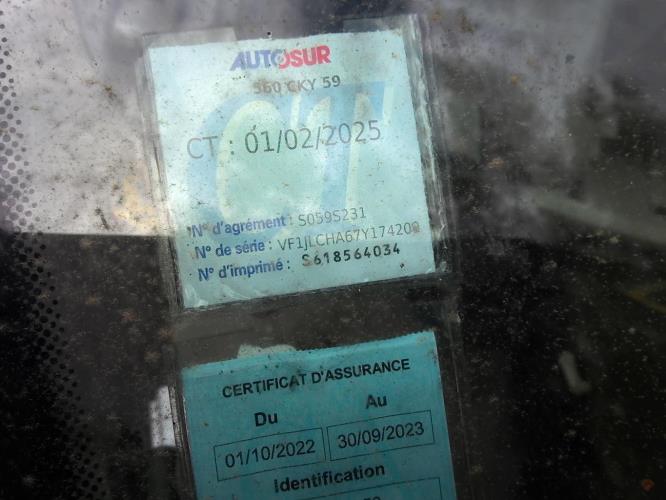 AUTOSUR
560 CKY 59
CT : 01/02/2025
N° d'agrément : S059S231
N° de série : VF1JLCHA67Y174202
N° d'imprimé : S618564034
CERTIFICAT D'ASSURANCE
Du Au
01/10/2022 30/09/2023
Identification